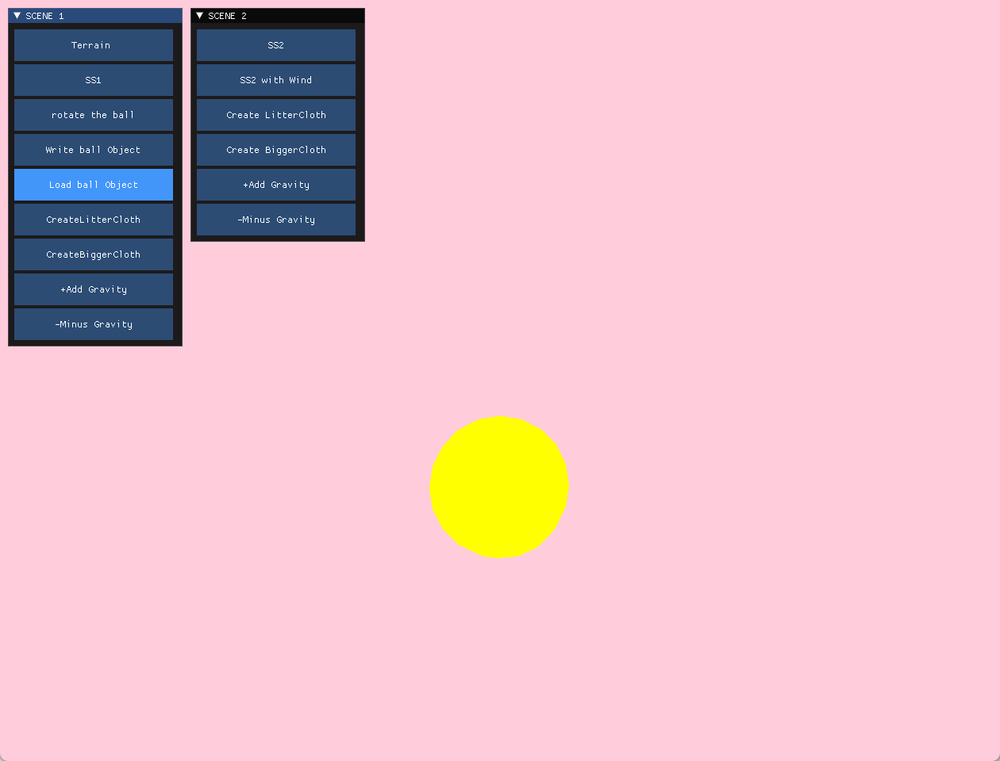 SCENE 1
Terrain
SS1
rotate the ball
Write ball Object
Load ball Object
CreateLitterCloth
CreateBiggerCloth
+Add Gravity
-Minus Gravity
SCENE 2
SS2
SS2 with Wind
Create LitterCloth
Create BiggerCloth
+Add Gravity
-Minus Gravity